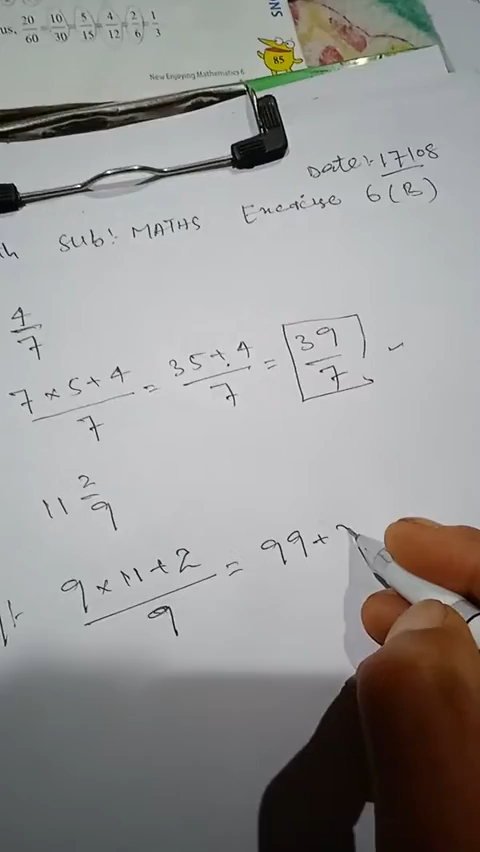 us, 20/60 = 10/30 = 5/15 = 4/12 = 2/6 = 1/3
NS
85
New Enjoying Mathematics 6
Date:- 17/08
Sub: MATHS Exercise 6(B)
4/7
7 × 5 + 4 / 7 = 35 + 4 / 7 = 39/7 ✓
11 2/9
9 × 11 + 2 / 9 = 99 +